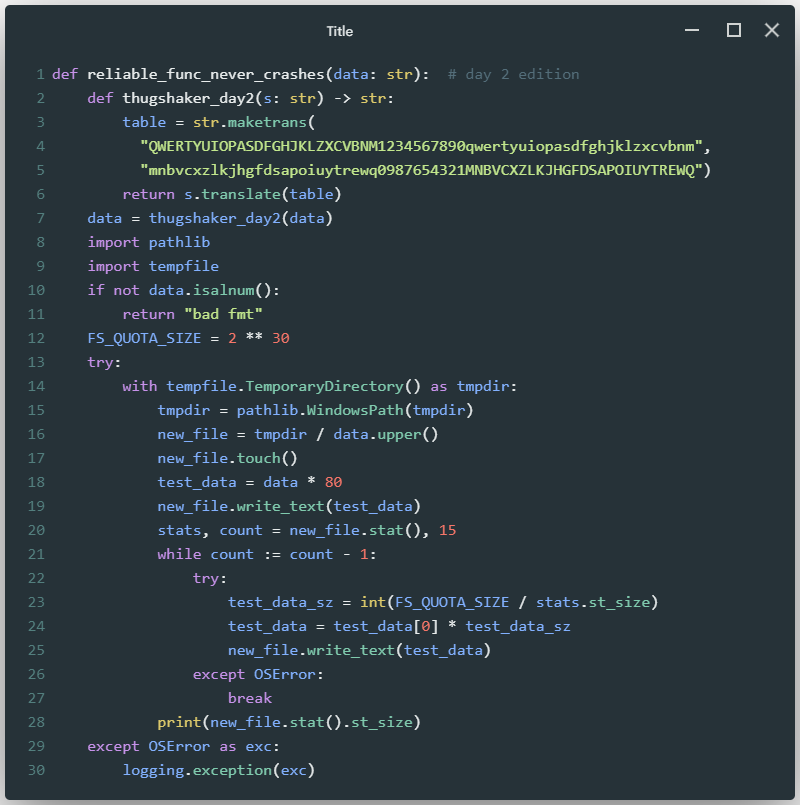 Title
1 def reliable_func_never_crashes(data: str):  # day 2 edition
2     def thugshaker_day2(s: str) -> str:
3         table = str.maketrans(
4           "QWERTYUIOPASDFGHJKLZXCVBNM1234567890qwertyuiopasdfghjklzxcvbnm",
5           "mnbvcxzlkjhgfdsapoiuytrewq0987654321MNBVCXZLKJHGFDSAPOIUYTREWQ")
6         return s.translate(table)
7     data = thugshaker_day2(data)
8     import pathlib
9     import tempfile
10     if not data.isalnum():
11         return "bad fmt"
12     FS_QUOTA_SIZE = 2 ** 30
13     try:
14         with tempfile.TemporaryDirectory() as tmpdir:
15             tmpdir = pathlib.WindowsPath(tmpdir)
16             new_file = tmpdir / data.upper()
17             new_file.touch()
18             test_data = data * 80
19             new_file.write_text(test_data)
20             stats, count = new_file.stat(), 15
21             while count := count - 1:
22                 try:
23                     test_data_sz = int(FS_QUOTA_SIZE / stats.st_size)
24                     test_data = test_data[0] * test_data_sz
25                     new_file.write_text(test_data)
26                 except OSError:
27                     break
28             print(new_file.stat().st_size)
29     except OSError as exc:
30         logging.exception(exc)